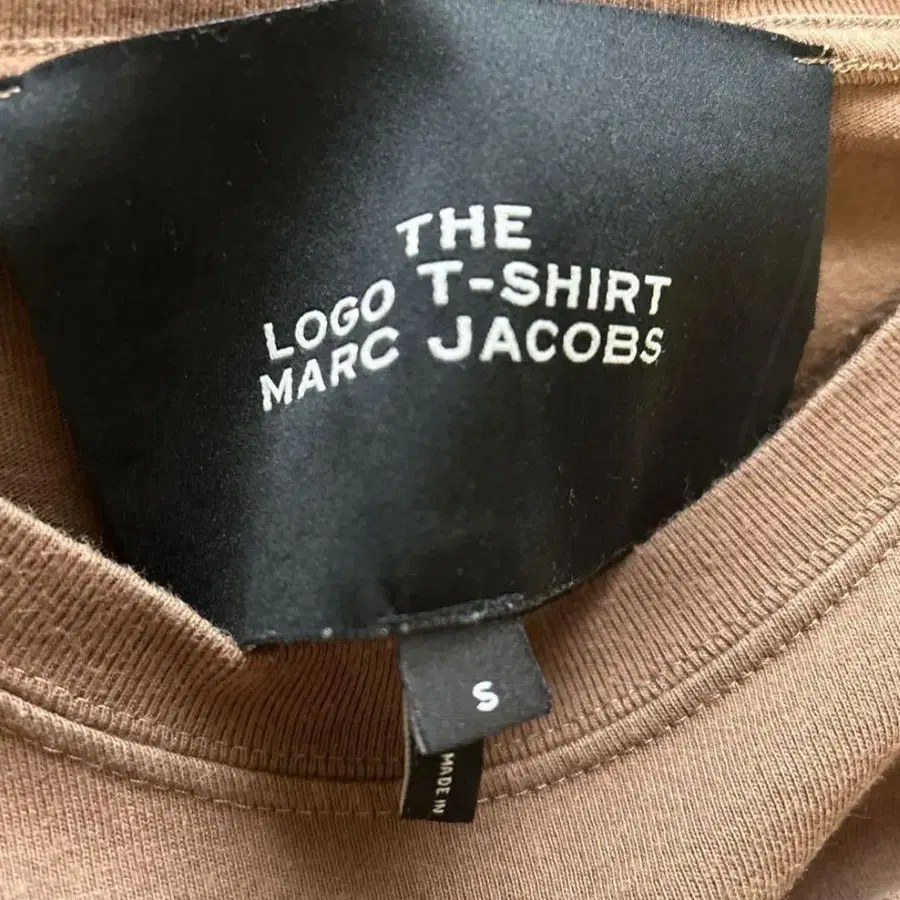 THE
LOGO T-SHIRT
MARC JACOBS
S
MADE IN